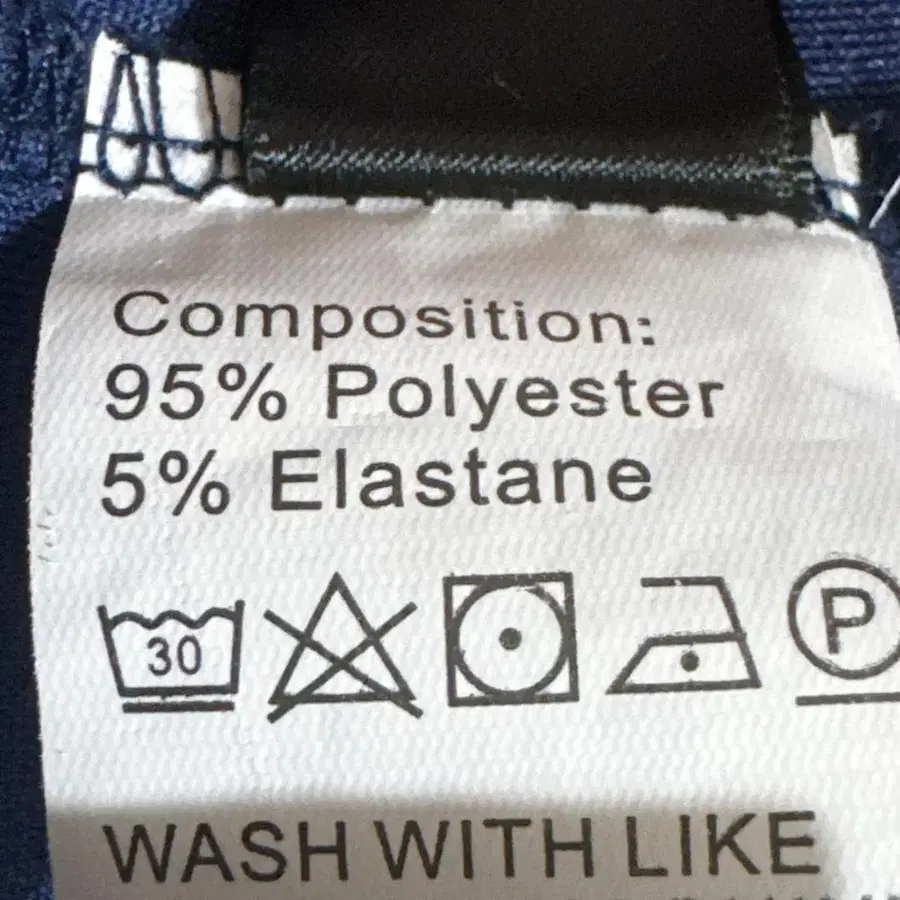 Composition:
95% Polyester
5% Elastane
30 P
WASH WITH LIKE